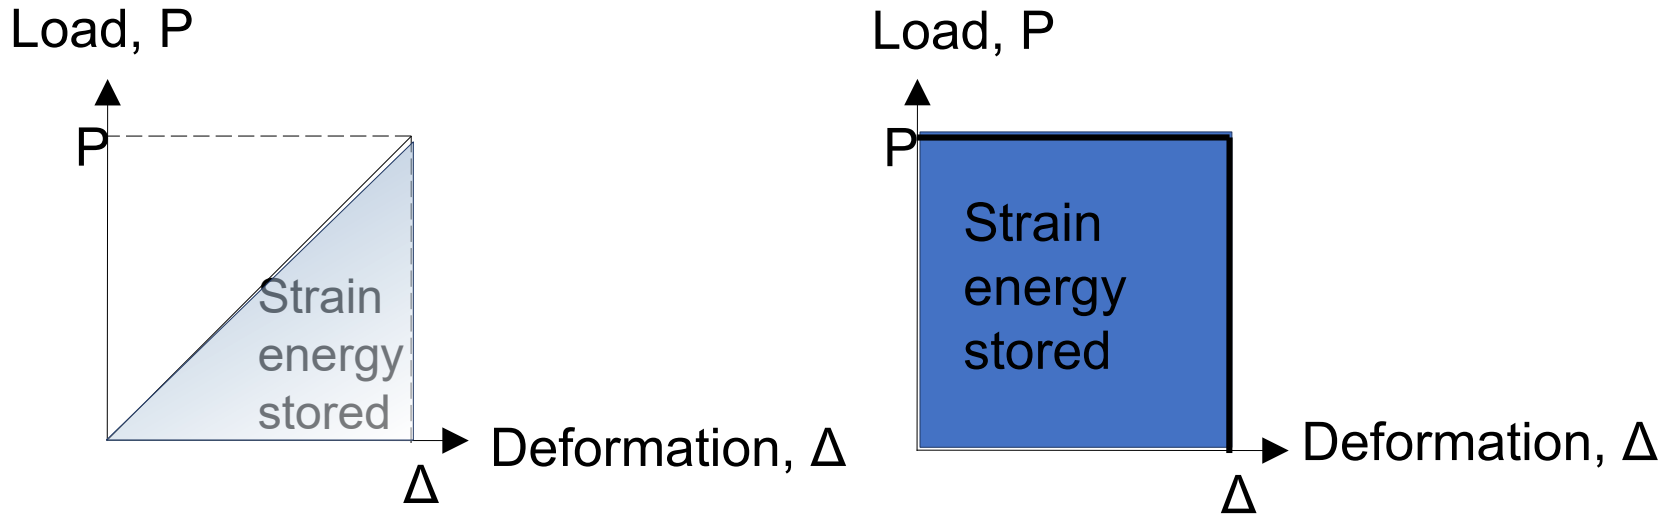 Load, P
P
Strain
energy
stored
Deformation, Δ
Δ
Load, P
P
Strain
energy
stored
Deformation, Δ
Δ